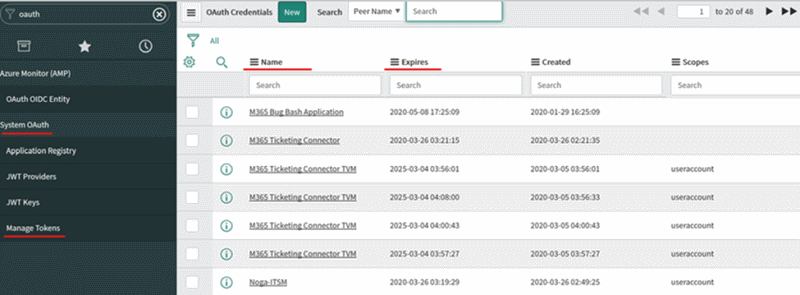 oauth
Azure Monitor (AMP)
OAuth OIDC Entity
System OAuth
Application Registry
JWT Providers
JWT Keys
Manage Tokens
OAuth Credentials New Search Peer Name ▼ Search 1 to 20 of 48
All
Name Expires Created Scopes
Search Search Search Search
M365 Bug Bash Application 2020-05-08 17:25:09 2020-01-29 16:25:09
M365 Ticketing Connector 2020-03-26 03:21:15 2020-03-26 02:21:35
M365 Ticketing Connector TVM 2025-03-04 03:56:01 2020-03-05 03:56:01 useraccount
M365 Ticketing Connector TVM 2025-03-04 04:08:00 2020-03-05 03:56:33 useraccount
M365 Ticketing Connector TVM 2025-03-04 04:00:43 2020-03-05 04:00:43 useraccount
M365 Ticketing Connector TVM 2025-03-04 03:57:27 2020-03-05 03:57:27 useraccount
Noga-ITSM 2020-03-26 03:19:29 2020-03-26 02:49:25 useraccount